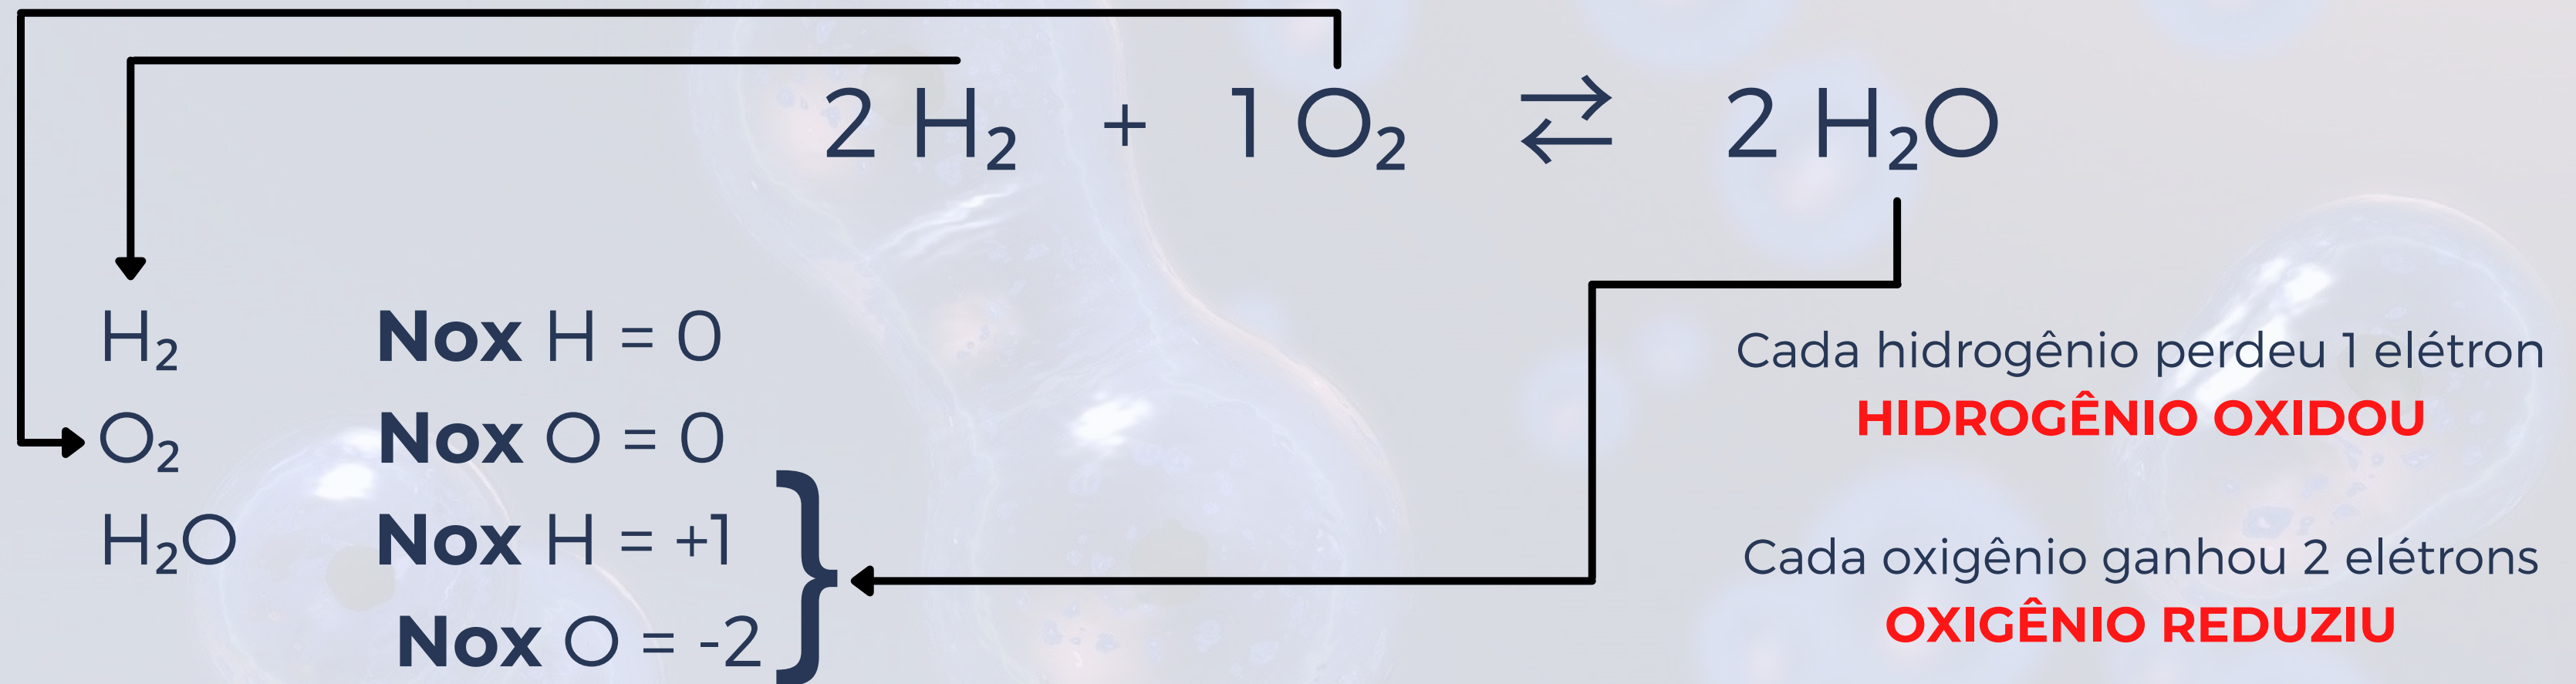 2 H₂ + 1 O₂ ⇄ 2 H₂O
H₂ Nox H = 0
O₂ Nox O = 0
H₂O Nox H = +1
Nox O = -2
Cada hidrogênio perdeu 1 elétron
HIDROGÊNIO OXIDOU
Cada oxigênio ganhou 2 elétrons
OXIGÊNIO REDUZIU